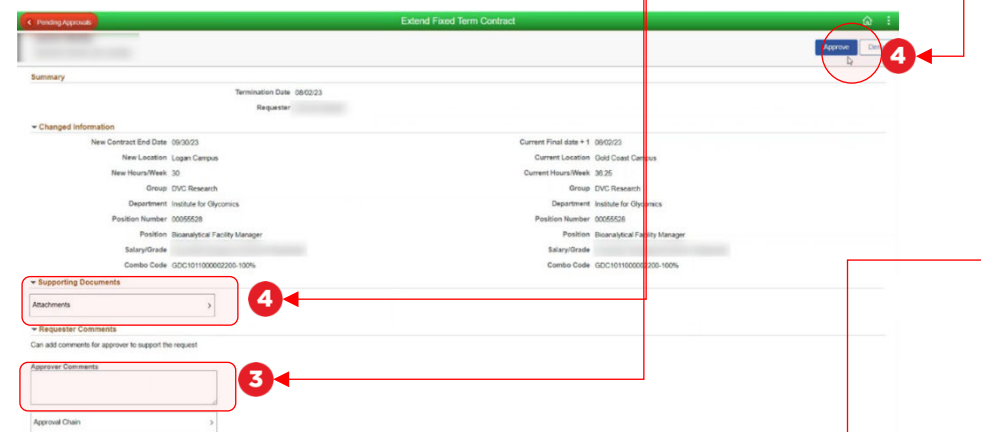 Pending Approvals Extend Fixed Term Contract
Approve
4
Summary
Termination Date 08/02/23
Requester
Changed Information
New Contract End Date 09/30/23 Current Final date + 1 08/02/23
New Location Logan Campus Current Location Gold Coast Campus
New Hours/Week 30 Current Hours/Week 36.25
Group DVC Research Group DVC Research
Department Institute for Glycomics Department Institute for Glycomics
Position Number 00055528 Position Number 00055528
Position Bioanalytical Facility Manager Position Bioanalytical Facility Manager
Salary/Grade Salary/Grade
Combo Code GDC1011000002200-100% Combo Code GDC1011000002200-100%
Supporting Documents
Attachments 4
Requester Comments
Can add comments for approver to support the request
Approver Comments
3
Approval Chain